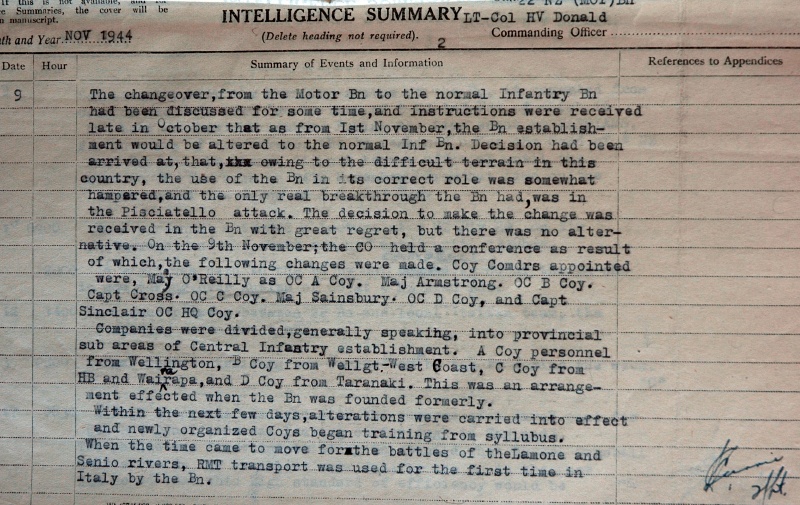 If this is not available, and
Summaries, the cover will be
n manuscript.
INTELLIGENCE SUMMARY
22 NZ (MOT) Bn
LT-Col HV Donald
Commanding Officer
(Delete heading not required).
nth and Year NOV 1944
2
Date Hour Summary of Events and Information References to Appendices
9 The changeover,from the Motor Bn to the normal Infantry Bn
had been discussed for some time,and instructions were received
late in October that as from Ist November,the Bn establish-
ment would be altered to the normal Inf Bn. Decision had been
arrived at,that, owing to the difficult terrain in this
country, the use of the Bn in its correct role was somewhat
hampered,and the only real breakthrough the Bn had,was in
the Pisciatello attack. The decision to make the change was
received in the Bn with great regret, but there was no alter-
native. On the 9th November;the CO held a conference as result
of which,the following changes were made. Coy Comdrs appointed
were, Maj O'Reilly as OC A Coy. Maj Armstrong. OC B Coy.
Capt Cross. OC C Coy. Maj Sainsbury. OC D Coy, and Capt
Sinclair OC HQ Coy.
Companies were divided,generally speaking, into provincial
sub areas of Central Infantry establishment. A Coy personnel
from Wellington, B Coy from Wellgt.-West Coast, C Coy from
HB and Wairarapa,and D Coy from Taranaki. This was an arrange-
ment effected when the Bn was founded formerly.
Within the next few days,alterations were carried into effect
and newly organized Coys began training from syllubus.
When the time came to move for the battles of theLamone and
Senio rivers, RMT transport was used for the first time in
Italy by the Bn.